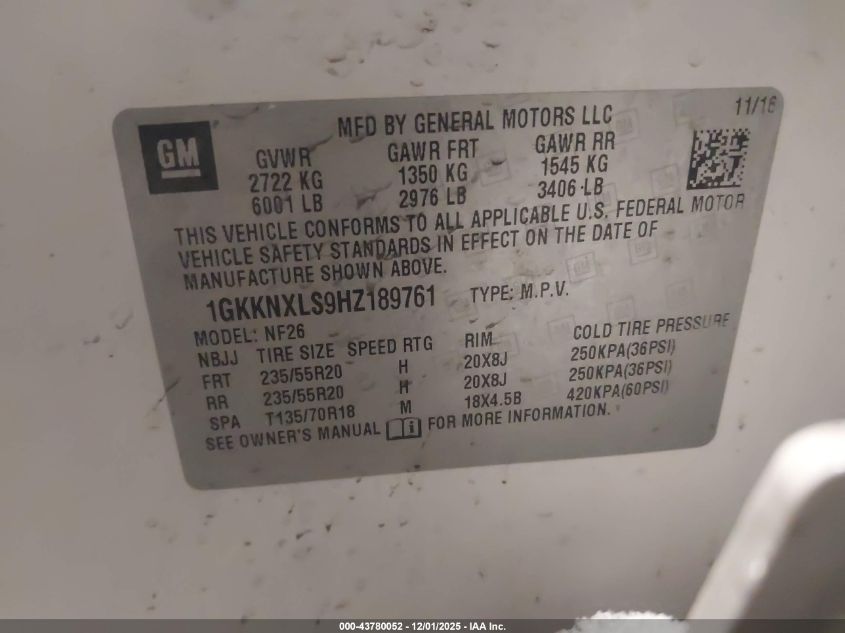 MFD BY GENERAL MOTORS LLC 11/16
GM
GVWR GAWR FRT GAWR RR
2722 KG 1350 KG 1545 KG
6001 LB 2976 LB 3406 LB
THIS VEHICLE CONFORMS TO ALL APPLICABLE U.S. FEDERAL MOTOR
VEHICLE SAFETY STANDARDS IN EFFECT ON THE DATE OF
MANUFACTURE SHOWN ABOVE.
1GKKNXLS9HZ189761 TYPE: M.P.V.
MODEL: NF26
NBJJ TIRE SIZE SPEED RTG RIM COLD TIRE PRESSURE
FRT 235/55R20 H 20X8J 250KPA(36PSI)
RR 235/55R20 H 20X8J 250KPA(36PSI)
SPA T135/70R18 M 18X4.5B 420KPA(60PSI)
SEE OWNER'S MANUAL FOR MORE INFORMATION.
000-43780052 - 12/01/2025 - IAA Inc.